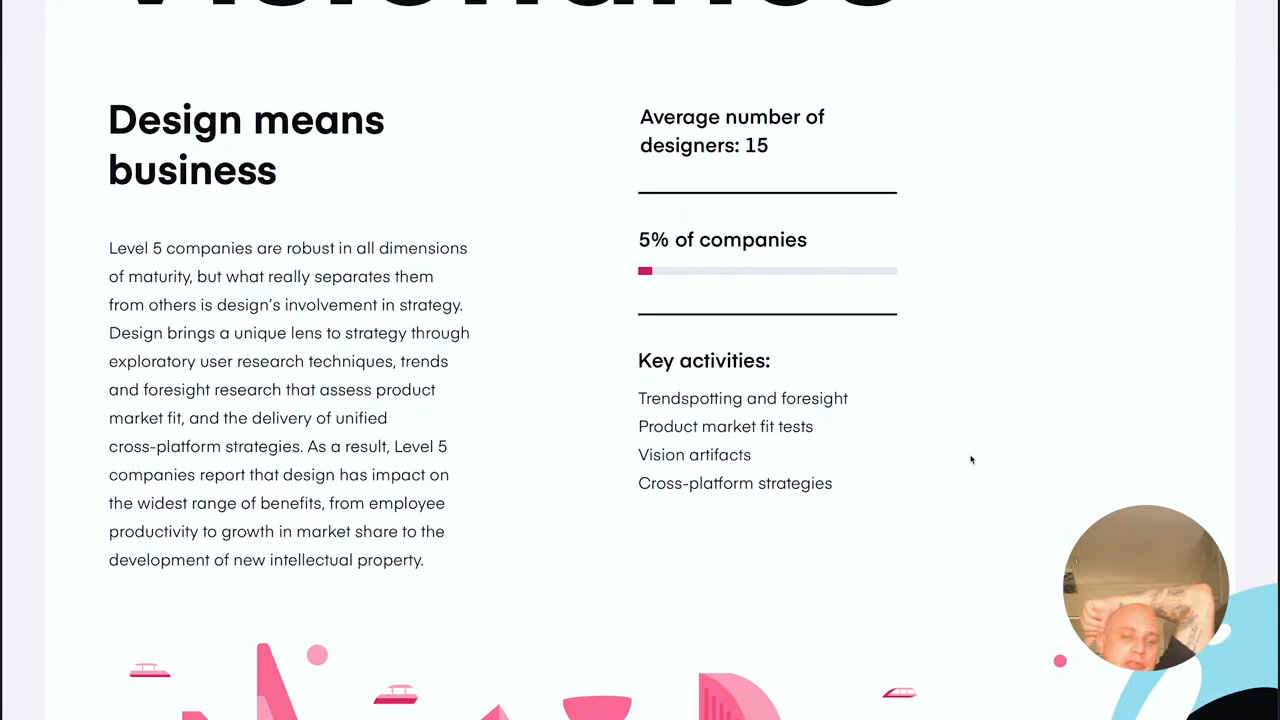 Design means
business
Level 5 companies are robust in all dimensions
of maturity, but what really separates them
from others is design's involvement in strategy.
Design brings a unique lens to strategy through
exploratory user research techniques, trends
and foresight research that assess product
market fit, and the delivery of unified
cross-platform strategies. As a result, Level 5
companies report that design has impact on
the widest range of benefits, from employee
productivity to growth in market share to the
development of new intellectual property.
Average number of
designers: 15
5% of companies
Key activities:
Trendspotting and foresight
Product market fit tests
Vision artifacts
Cross-platform strategies